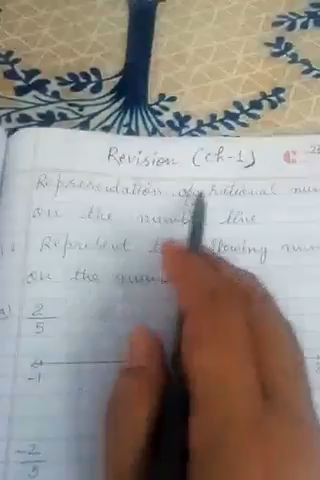 Revision (Ch-1)
Representation of rational
on the number line
Represent following
on the
2/5
-1
-2/5